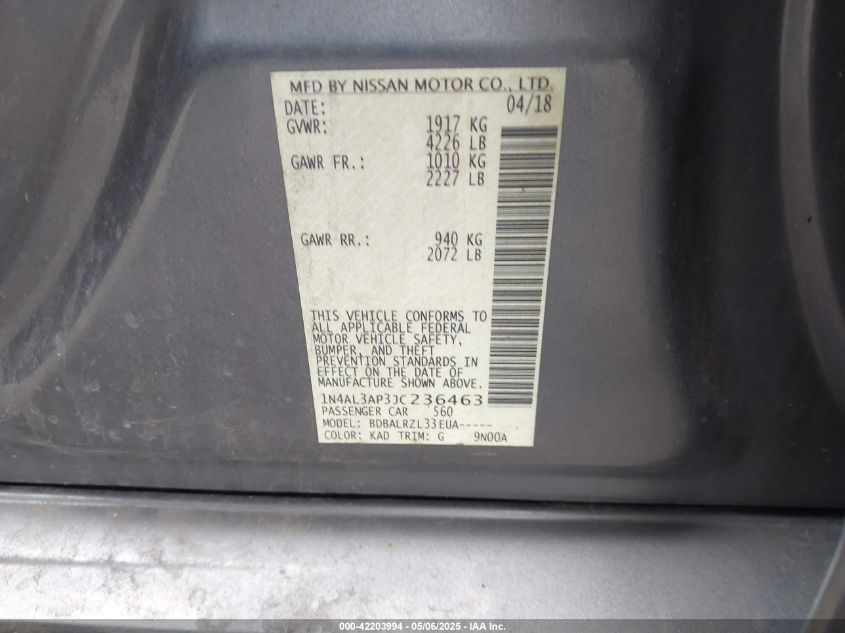 MFD BY NISSAN MOTOR CO., LTD.
DATE: 04/18
GVWR: 1917 KG
4226 LB
GAWR FR.: 1010 KG
2227 LB
GAWR RR.: 940 KG
2072 LB
THIS VEHICLE CONFORMS TO
ALL APPLICABLE FEDERAL
MOTOR VEHICLE SAFETY,
BUMPER, AND THEFT
PREVENTION STANDARDS IN
EFFECT ON THE DATE OF
MANUFACTURE SHOWN ABOVE.
1N4AL3AP3JC236463
PASSENGER CAR 560
MODEL: BDBALRZL33EUA-----
COLOR: KAD TRIM: G 9N00A
000-42203994 — 05/06/2025 — IAA Inc.